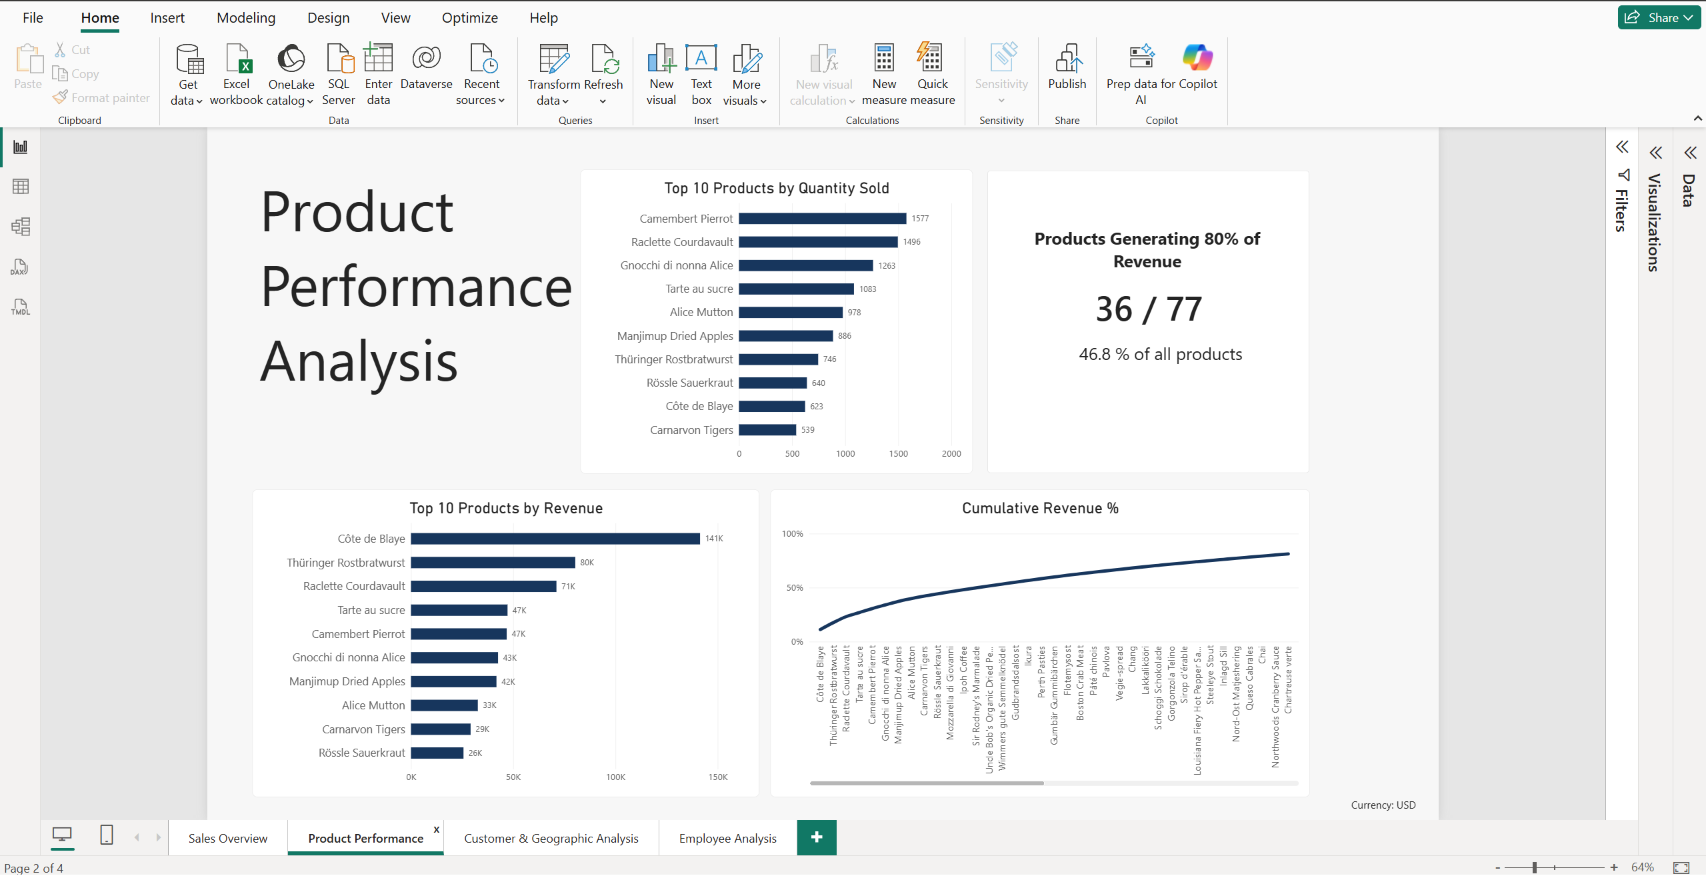 File Home Insert Modeling Design View Optimize Help
Share
Paste
Cut
Copy
Format painter
Clipboard
Get data
Excel workbook
OneLake catalog
SQL Server
Enter data
Dataverse
Recent sources
Data
Transform data
Refresh
Queries
New visual
A
Text box
More visuals
Insert
New visual calculation
New measure
Quick measure
Calculations
Sensitivity
Sensitivity
Publish
Share
Prep data for AI
Copilot
Copilot
DAX
TMDL
Product
Performance
Analysis
Top 10 Products by Quantity Sold
Camembert Pierrot 1577
Raclette Courdavault 1496
Gnocchi di nonna Alice 1263
Tarte au sucre 1083
Alice Mutton 978
Manjimup Dried Apples 886
Thüringer Rostbratwurst 746
Rössle Sauerkraut 640
Côte de Blaye 623
Carnarvon Tigers 539
0 500 1000 1500 2000
Products Generating 80% of
Revenue
36 / 77
46.8 % of all products
Top 10 Products by Revenue
Côte de Blaye 141K
Thüringer Rostbratwurst 80K
Raclette Courdavault 71K
Tarte au sucre 47K
Camembert Pierrot 47K
Gnocchi di nonna Alice 43K
Manjimup Dried Apples 42K
Alice Mutton 33K
Carnarvon Tigers 29K
Rössle Sauerkraut 26K
0K 50K 100K 150K
Cumulative Revenue %
100%
50%
0%
Côte de Blaye
Thüringer Rostbratwurst
Raclette Courdavault
Tarte au sucre
Camembert Pierrot
Gnocchi di nonna Alice
Manjimup Dried Apples
Alice Mutton
Carnarvon Tigers
Rössle Sauerkraut
Mozzarella di Giovanni
Ipoh Coffee
Sir Rodney's Marmalade
Uncle Bob's Organic Dried Pe...
Wimmers gute Semmelknödel
Gudbrandsdalsost
Ikura
Perth Pasties
Gumbär Gummibärchen
Flotemysost
Boston Crab Meat
Pâté chinois
Pavlova
Vegie-spread
Chang
Lakkalikööri
Schoggi Schokolade
Gorgonzola Telino
Sirop d'érable
Louisiana Fiery Hot Pepper Sa...
Steeleye Stout
Inlagd Sill
Nord-Ost Matjeshering
Queso Cabrales
Chai
Northwoods Cranberry Sauce
Chartreuse verte
Currency: USD
Filters
Visualizations
Data
Sales Overview
Product Performance x
Customer & Geographic Analysis
Employee Analysis
+
Page 2 of 4
- + 64%